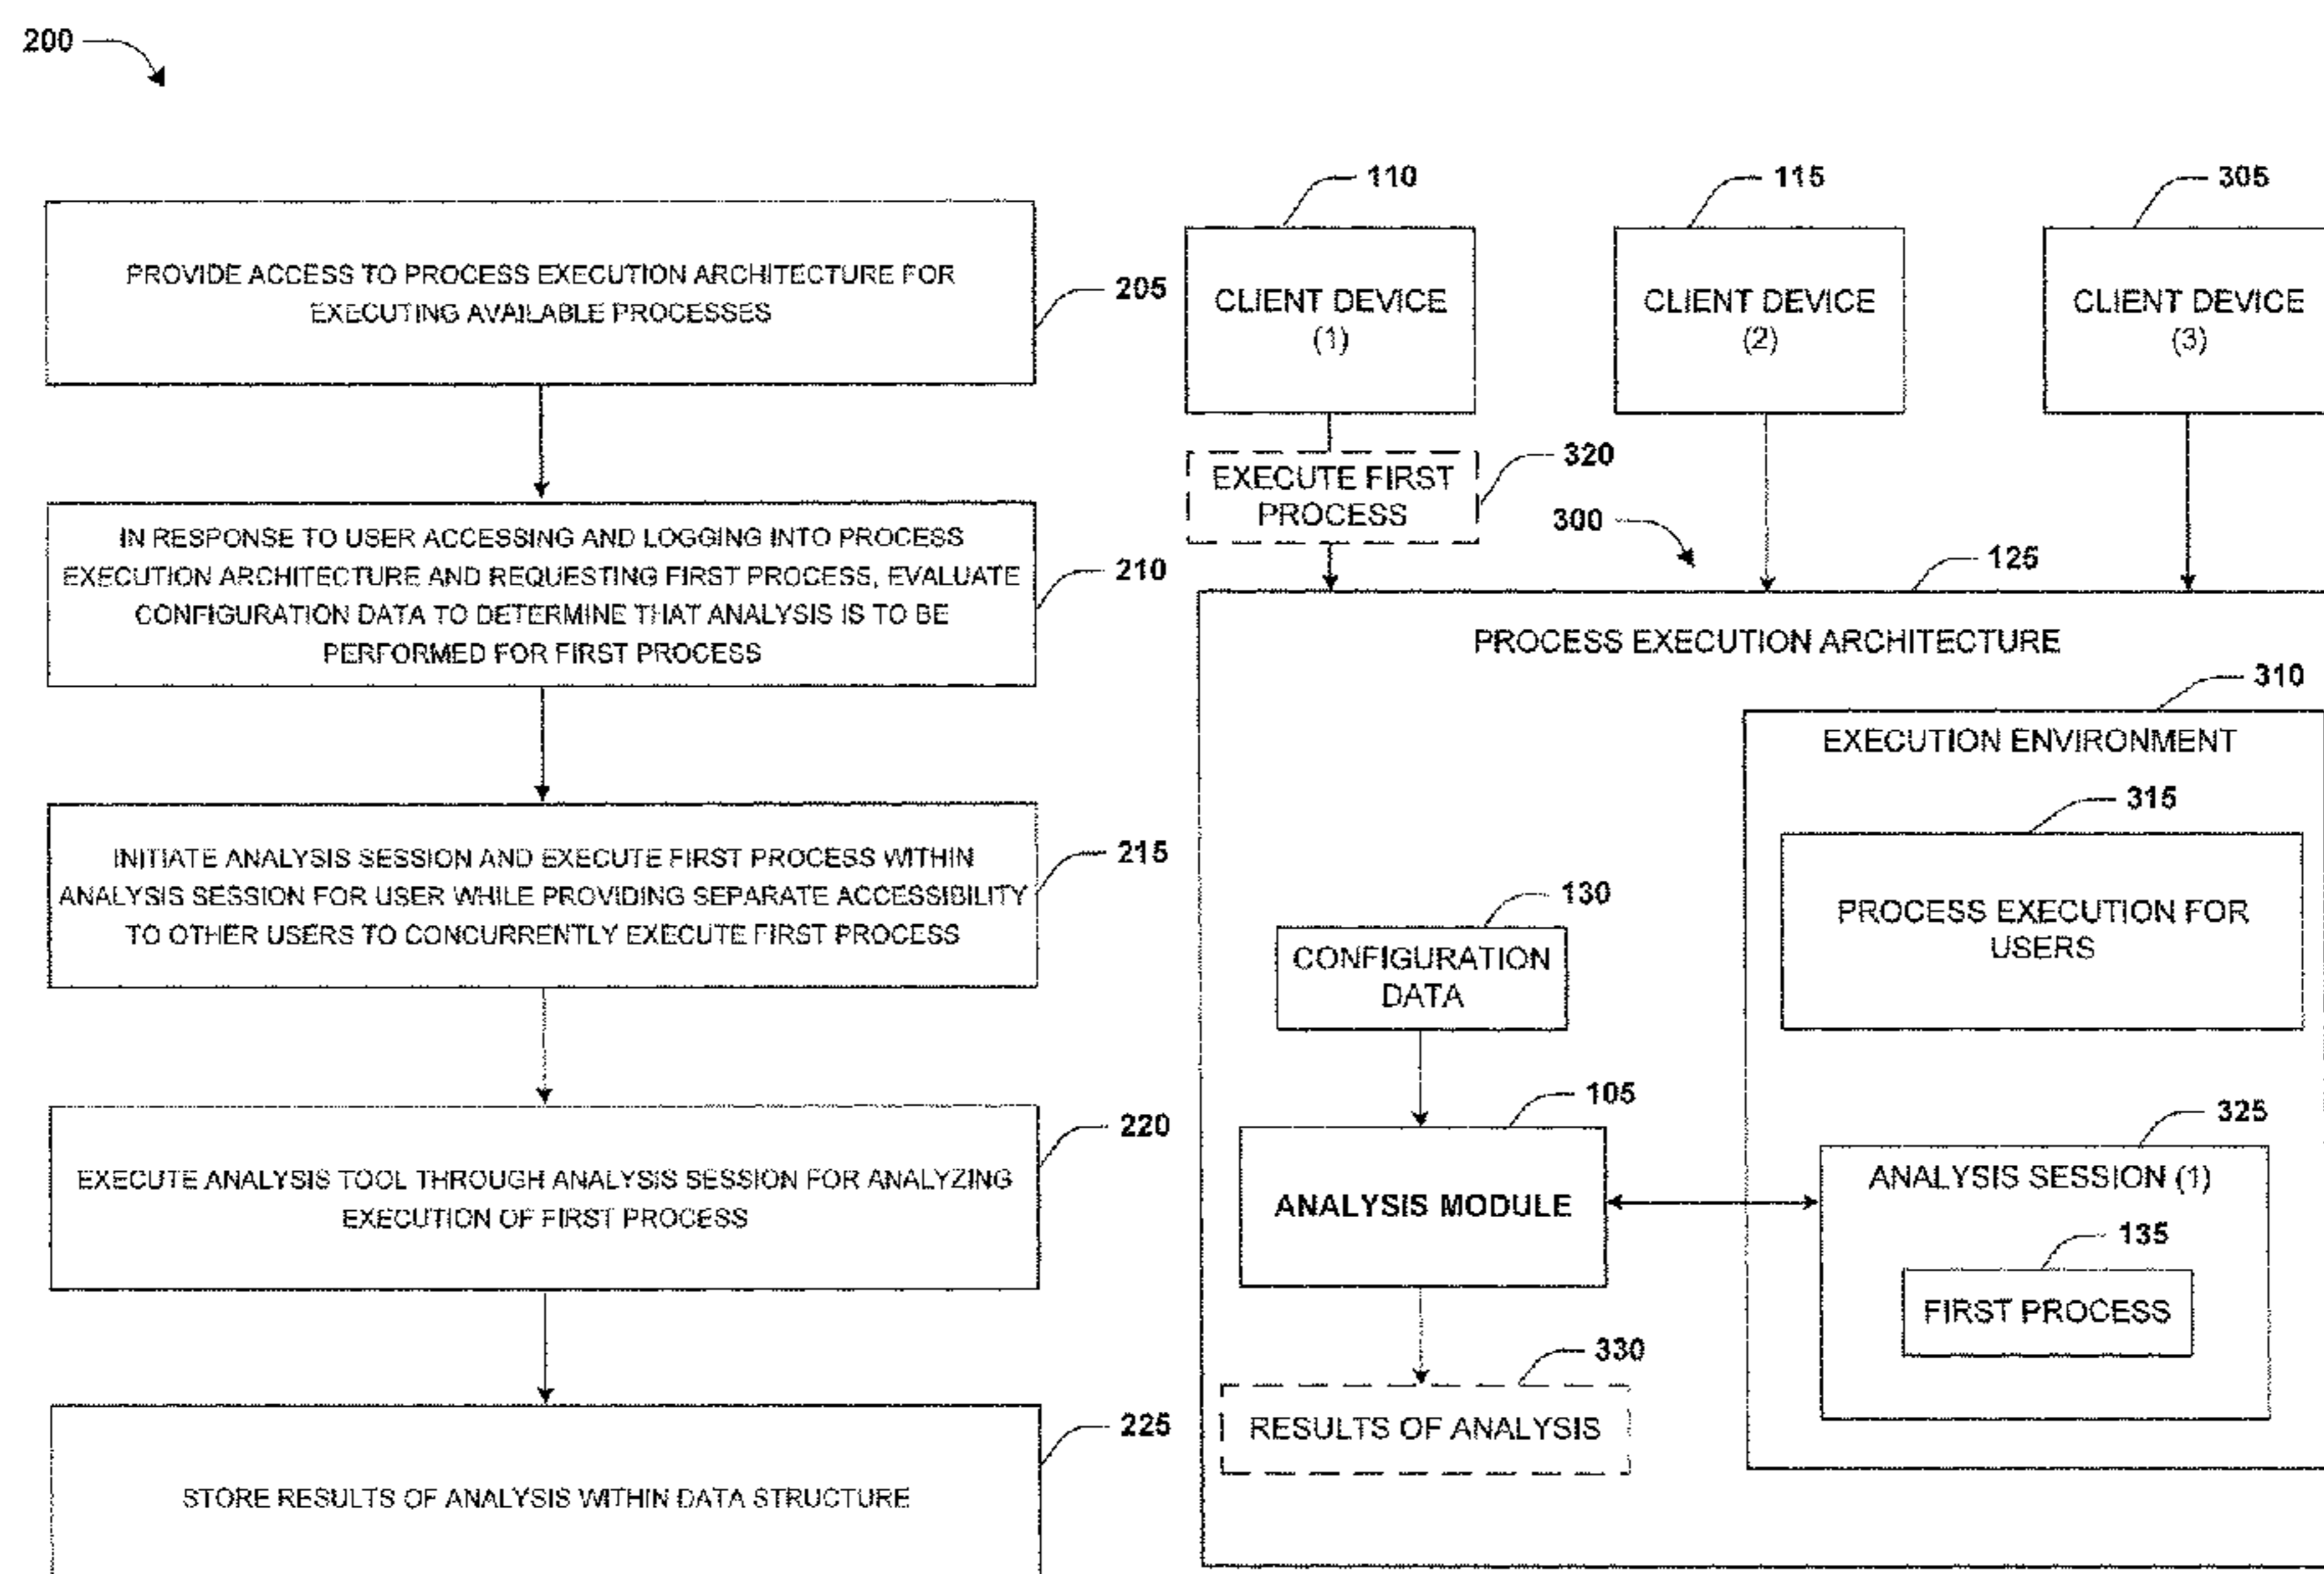 200
PROVIDE ACCESS TO PROCESS EXECUTION ARCHITECTURE FOR
EXECUTING AVAILABLE PROCESSES
205
IN RESPONSE TO USER ACCESSING AND LOGGING INTO PROCESS
EXECUTION ARCHITECTURE AND REQUESTING FIRST PROCESS, EVALUATE
CONFIGURATION DATA TO DETERMINE THAT ANALYSIS IS TO BE
PERFORMED FOR FIRST PROCESS
210
INITIATE ANALYSIS SESSION AND EXECUTE FIRST PROCESS WITHIN
ANALYSIS SESSION FOR USER WHILE PROVIDING SEPARATE ACCESSIBILITY
TO OTHER USERS TO CONCURRENTLY EXECUTE FIRST PROCESS
215
EXECUTE ANALYSIS TOOL THROUGH ANALYSIS SESSION FOR ANALYZING
EXECUTION OF FIRST PROCESS
220
STORE RESULTS OF ANALYSIS WITHIN DATA STRUCTURE
225
110
CLIENT DEVICE
(1)
115
CLIENT DEVICE
(2)
305
CLIENT DEVICE
(3)
EXECUTE FIRST
PROCESS
320
300
125
PROCESS EXECUTION ARCHITECTURE
310
EXECUTION ENVIRONMENT
315
PROCESS EXECUTION FOR
USERS
130
CONFIGURATION
DATA
105
ANALYSIS MODULE
325
ANALYSIS SESSION (1)
135
FIRST PROCESS
330
RESULTS OF ANALYSIS